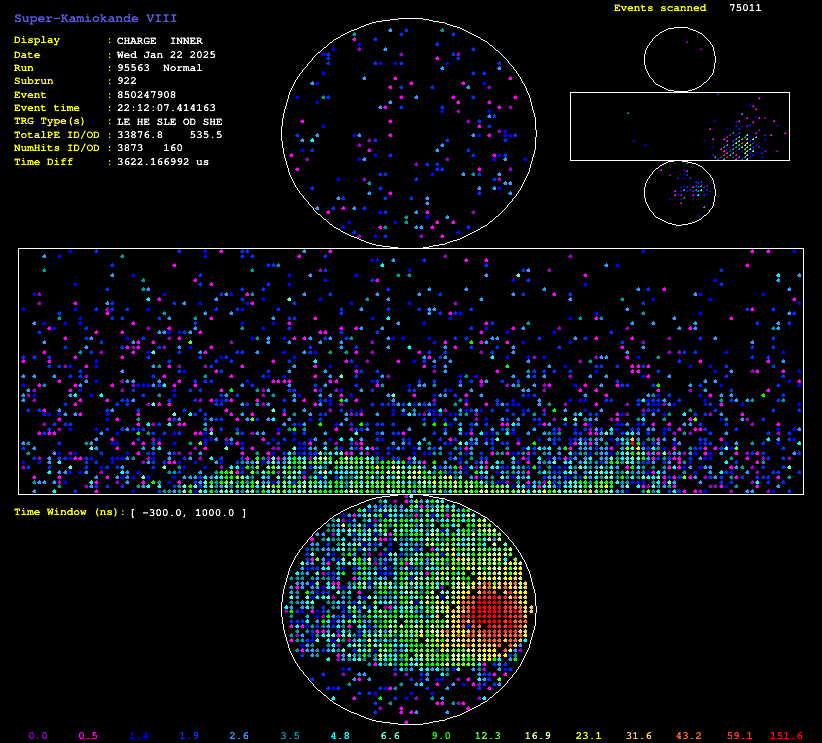 Super-Kamiokande VIII
Display : CHARGE INNER
Date : Wed Jan 22 2025
Run : 95563 Normal
Subrun : 922
Event : 850247908
Event time : 22:12:07.414163
TRG Type(s) : LE HE SLE OD SHE
TotalPE ID/OD : 33876.8 535.5
NumHits ID/OD : 3873 160
Time Diff : 3622.166992 us
Events scanned 75011
Time Window (ns): [ -300.0, 1000.0 ]
0.0 0.5 1.4 1.9 2.6 3.5 4.8 6.6 9.0 12.3 16.9 23.1 31.6 43.2 59.1 151.6